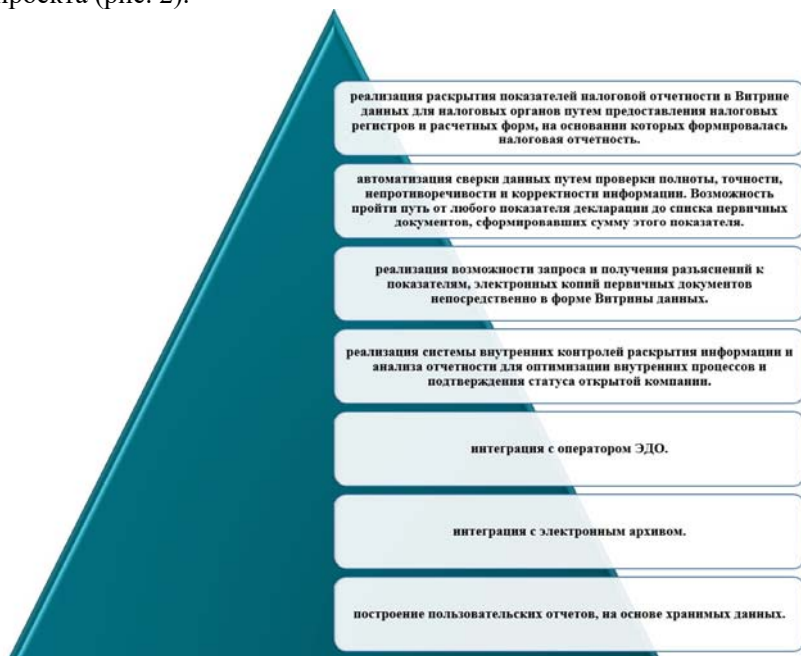 проекта (рис. 2).
реализация раскрытия показателей налоговой отчетности в Витрине
данных для налоговых органов путем предоставления налоговых
регистров и расчетных форм, на основании которых формировалась
налоговая отчетность.
автоматизация сверки данных путем проверки полноты, точности,
непротиворечивости и корректности информации. Возможность
пройти путь от любого показателя декларации до списка первичных
документов, сформировавших сумму этого показателя.
реализация возможности запроса и получения разъяснений к
показателям, электронных копий первичных документов
непосредственно в форме Витрины данных.
реализация системы внутренних контролей раскрытия информации и
анализа отчетности для оптимизации внутренних процессов и
подтверждения статуса открытой компании.
интеграция с оператором ЭДО.
интеграция с электронным архивом.
построение пользовательских отчетов, на основе хранимых данных.